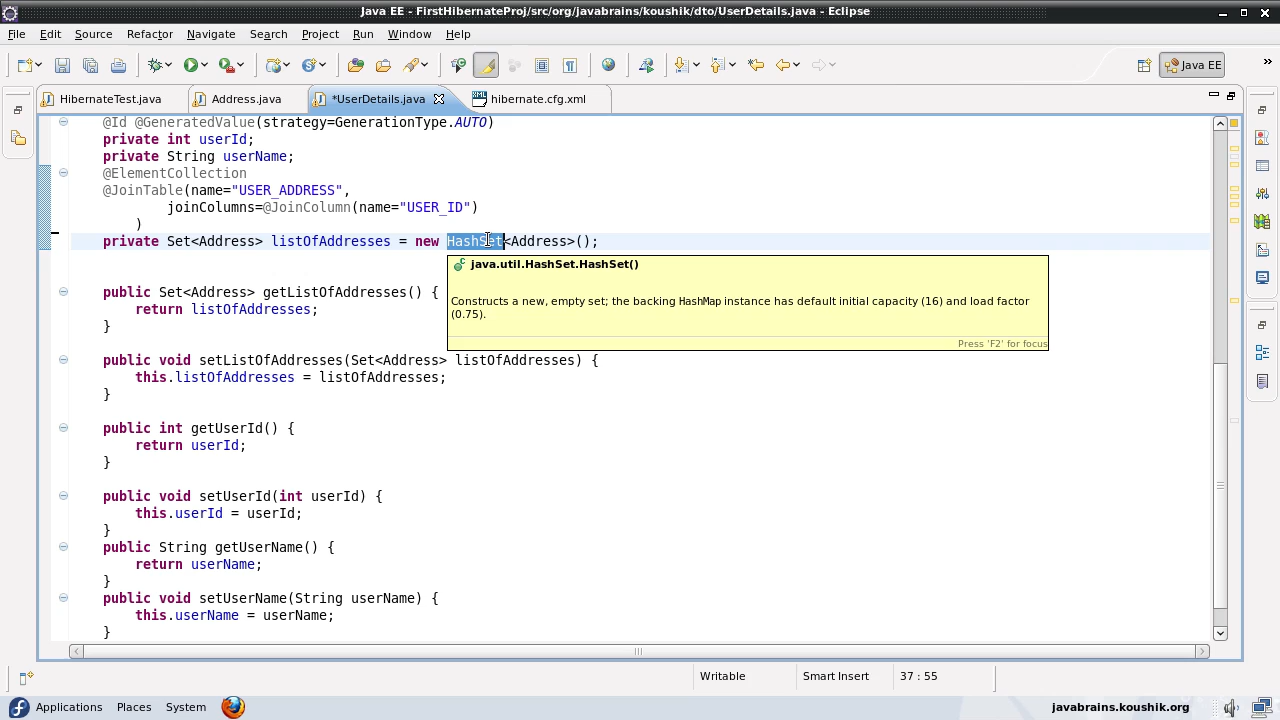 Java EE - FirstHibernateProj/src/org/javabrains/koushik/dto/UserDetails.java - Eclipse
File Edit Source Refactor Navigate Search Project Run Window Help
Java EE
HibernateTest.java Address.java *UserDetails.java hibernate.cfg.xml
@Id @GeneratedValue(strategy=GenerationType.AUTO)
private int userId;
private String userName;
@ElementCollection
@JoinTable(name="USER_ADDRESS",
joinColumns=@JoinColumn(name="USER_ID")
)
private Set<Address> listOfAddresses = new HashSet<Address>();
java.util.HashSet.HashSet()
Constructs a new, empty set; the backing HashMap instance has default initial capacity (16) and load factor
(0.75).
Press 'F2' for focus
public Set<Address> getListOfAddresses() {
return listOfAddresses;
}
public void setListOfAddresses(Set<Address> listOfAddresses) {
this.listOfAddresses = listOfAddresses;
}
public int getUserId() {
return userId;
}
public void setUserId(int userId) {
this.userId = userId;
}
public String getUserName() {
return userName;
}
public void setUserName(String userName) {
this.userName = userName;
}
Writable Smart Insert 37 : 55
Applications Places System javabrains.koushik.org